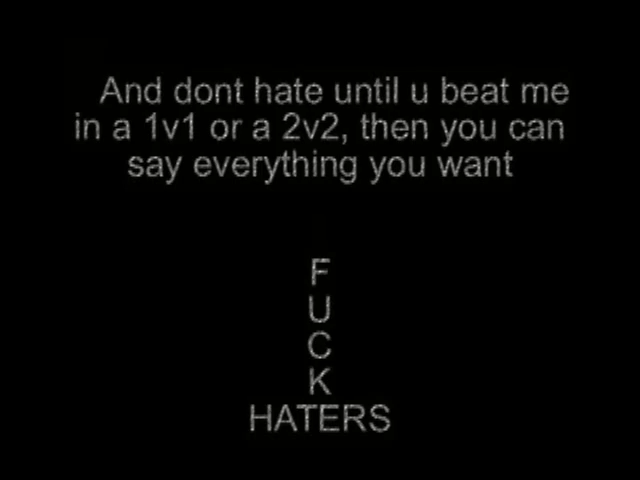 And dont hate until u beat me
in a 1v1 or a 2v2, then you can
say everything you want
F
U
C
K
HATERS